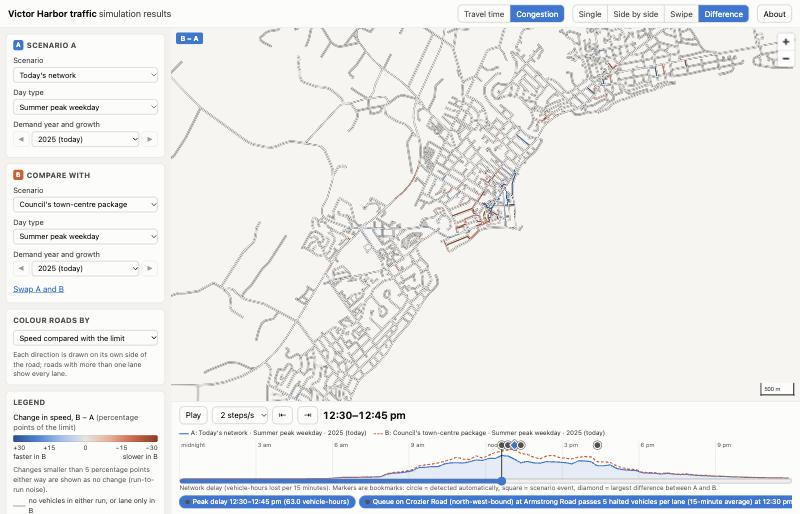 Victor Harbor traffic simulation results
Travel time
Congestion
Single
Side by side
Swipe
Difference
About
A SCENARIO A
Scenario
Today's network
Day type
Summer peak weekday
Demand year and growth
2025 (today)
B COMPARE WITH
Scenario
Council's town-centre package
Day type
Summer peak weekday
Demand year and growth
2025 (today)
Swap A and B
COLOUR ROADS BY
Speed compared with the limit
Each direction is drawn on its own side
of the road; roads with more than one lane
show every lane.
LEGEND
Change in speed, B − A (percentage
points of the limit)
+30 +15 0 −15 −30
faster in B slower in B
Changes smaller than 5 percentage points
either way are shown as no change (run-to-
run noise).
no vehicles in either run, or lane only in
B
B − A
+
−
500 m
Play
2 steps/s
12:30–12:45 pm
A: Today's network · Summer peak weekday · 2025 (today)
B: Council's town-centre package · Summer peak weekday · 2025 (today)
midnight 3 am 6 am 9 am noo 3 pm 6 pm 9 pm
Network delay (vehicle-hours lost per 15 minutes). Markers are bookmarks: circle = detected automatically, square = scenario event, diamond = largest difference between A and B.
Peak delay 12:30–12:45 pm (63.0 vehicle-hours)
Queue on Crozier Road (north-west-bound) at Armstrong Road passes 5 halted vehicles per lane (15-minute average) at 12:30 pm